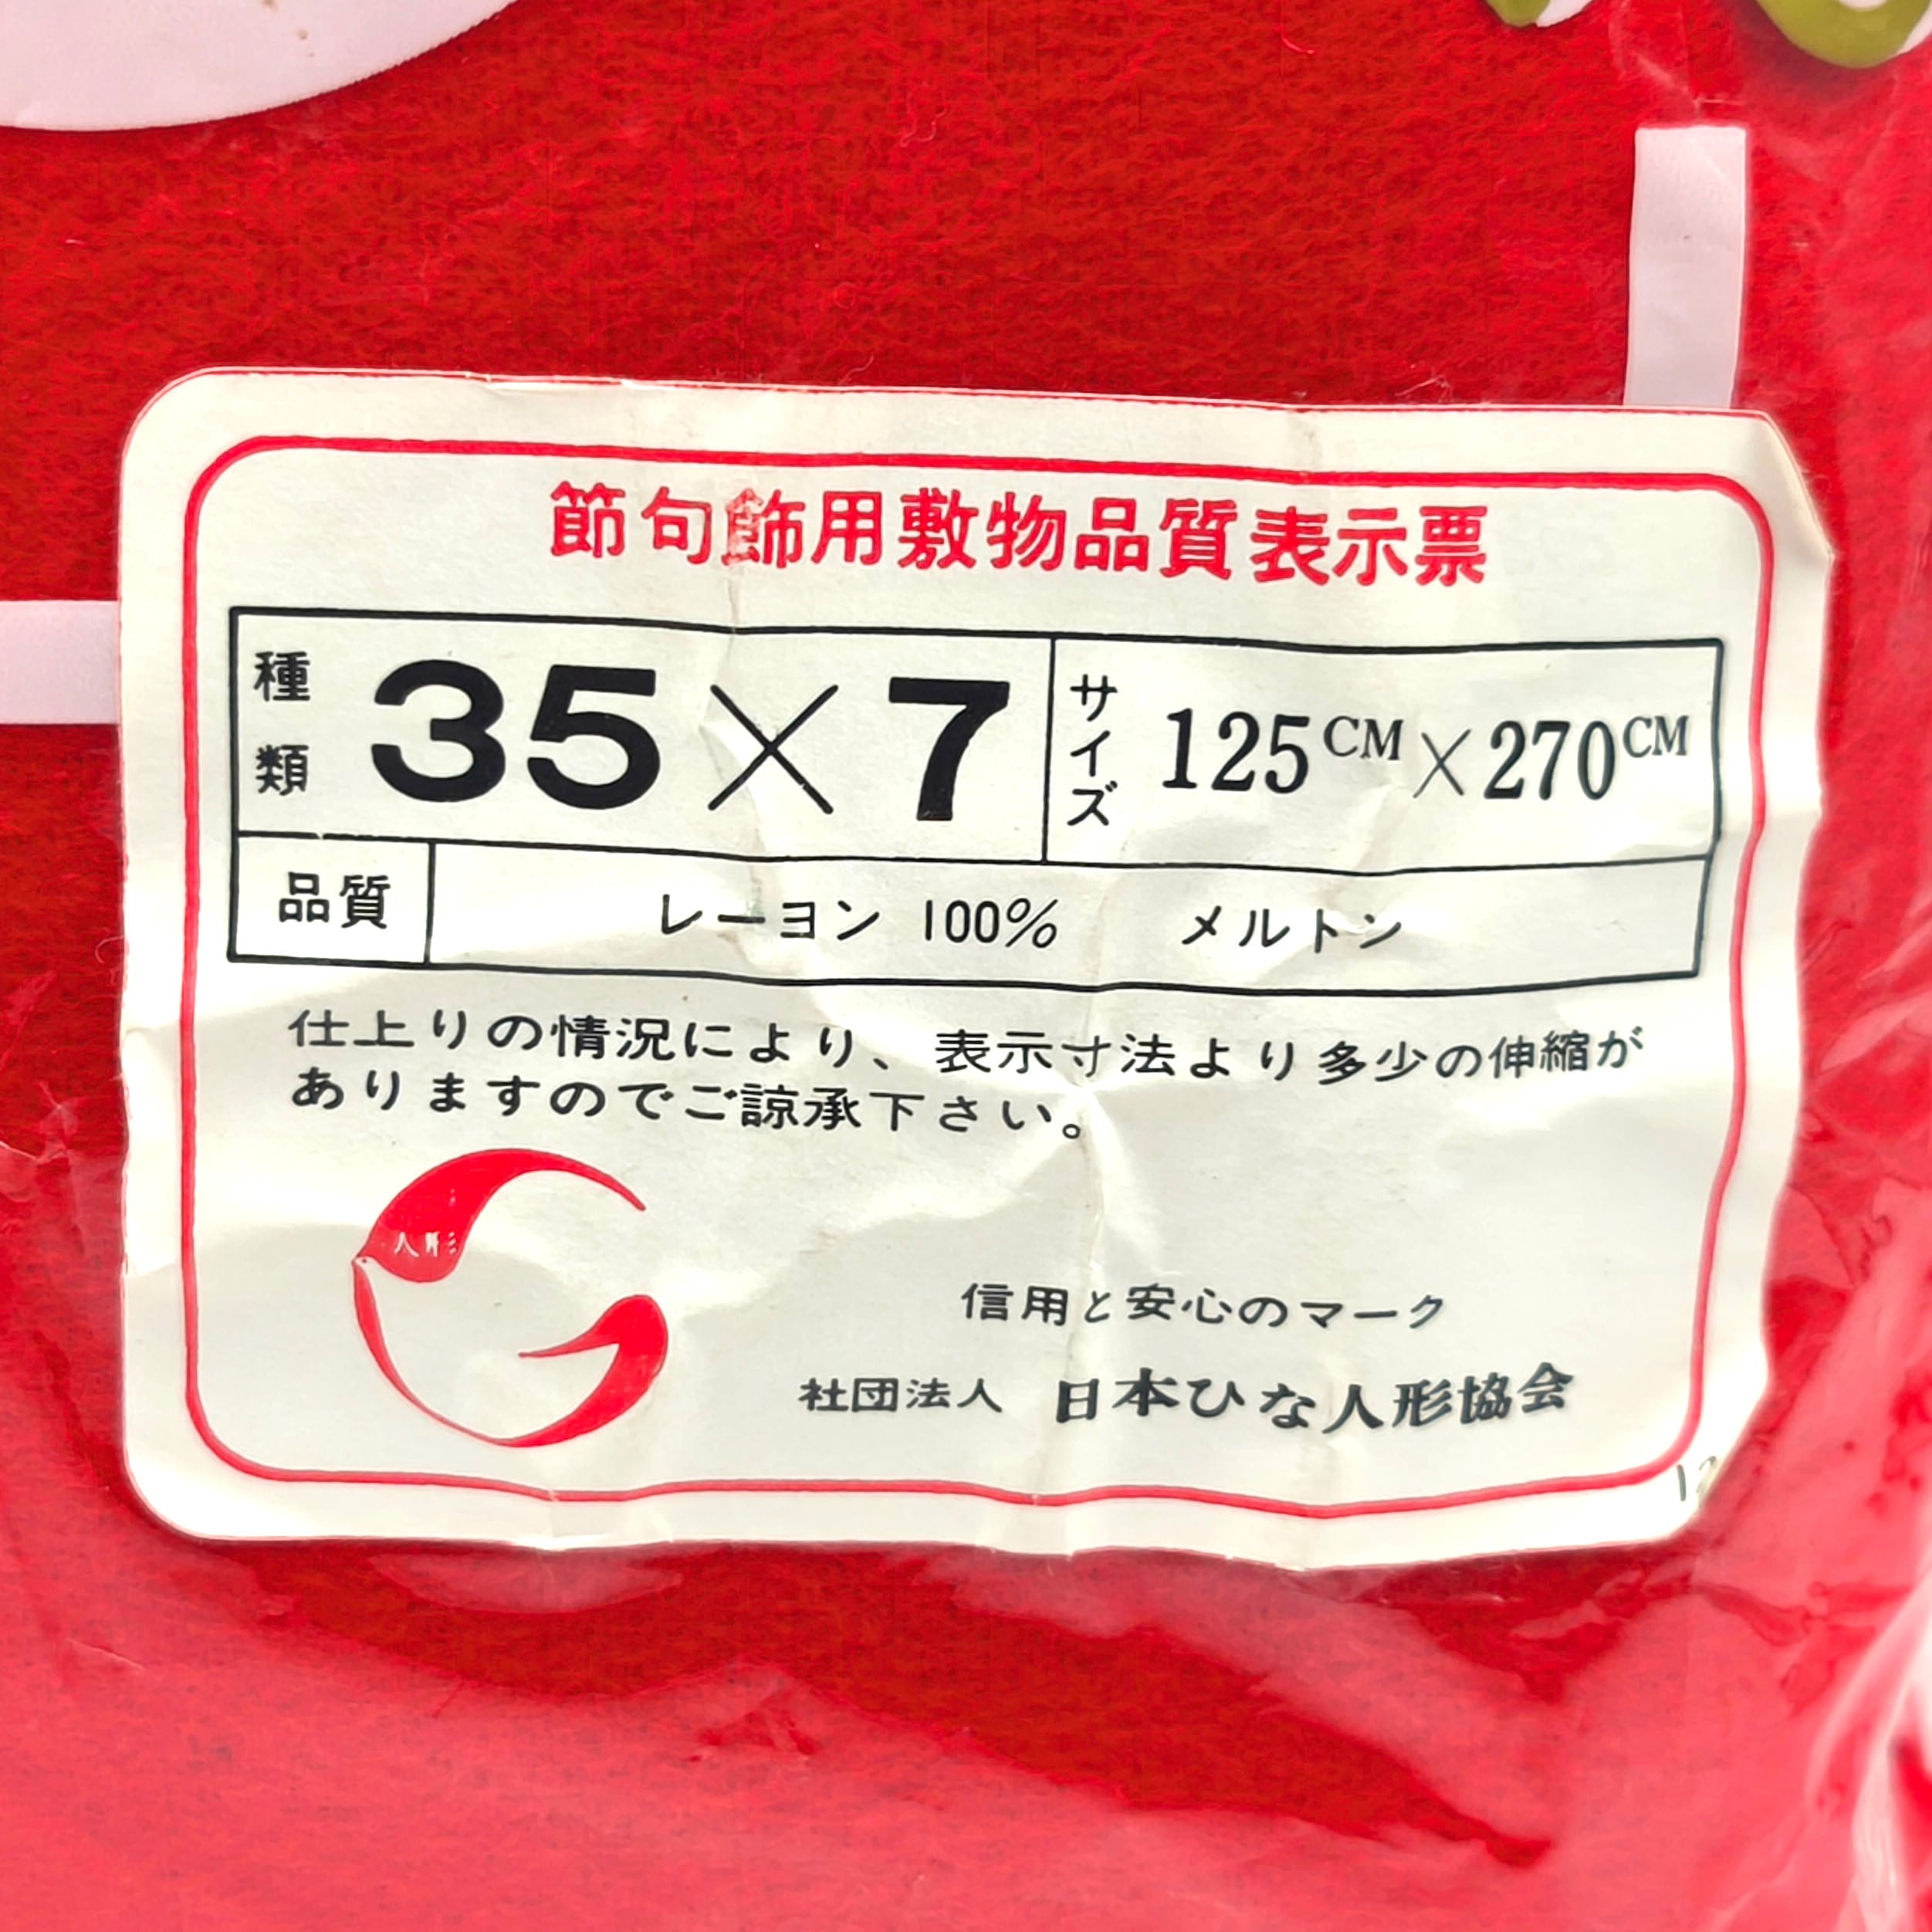 節句飾用敷物品質表示票
種類 35×7 サイズ 125CM×270CM
品質 レーヨン 100% メルトン
仕上りの情況により、表示寸法より多少の伸縮が
ありますのでご諒承下さい。
人形
信用と安心のマーク
社団法人 日本ひな人形協会
12